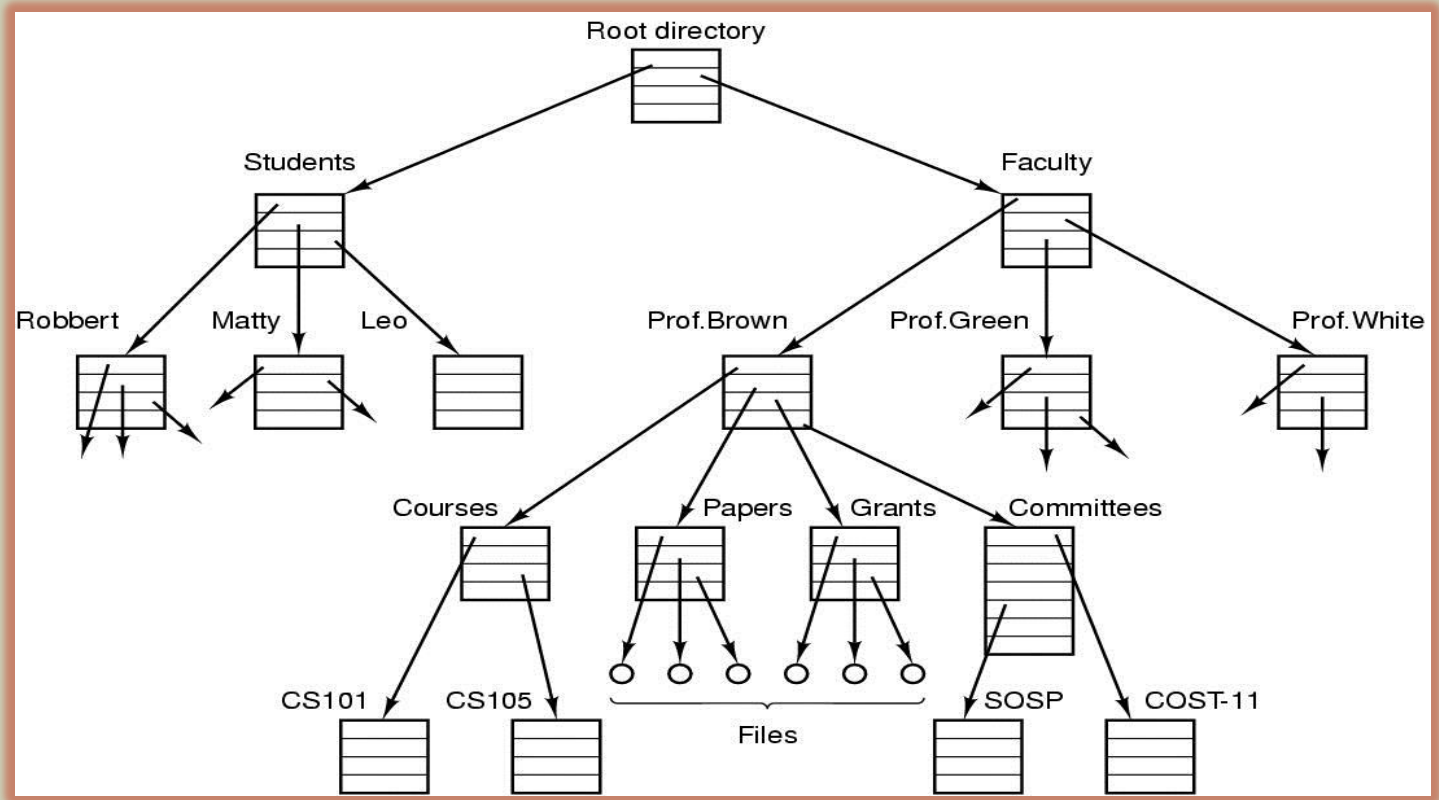 Root directory
Students
Faculty
Robbert
Matty
Leo
Prof.Brown
Prof.Green
Prof.White
Courses
Papers
Grants
Committees
CS101
CS105
SOSP
COST-11
Files